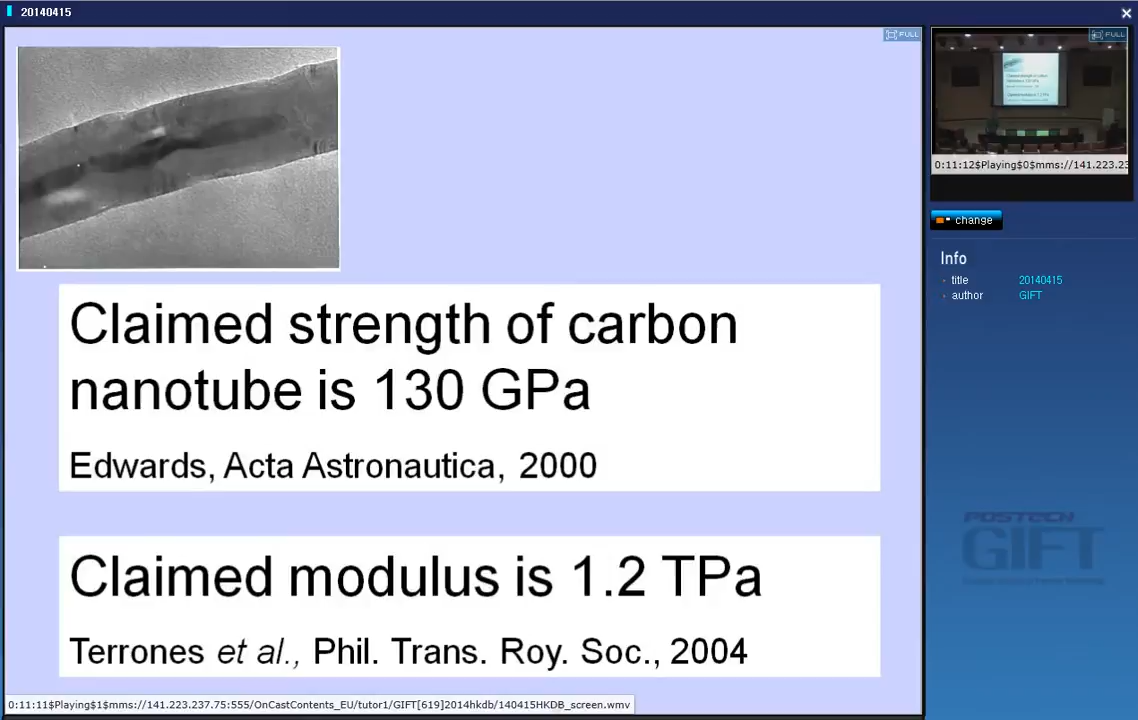 20140415
FULL
Claimed strength of carbon
nanotube is 130 GPa
Edwards, Acta Astronautica, 2000
Claimed modulus is 1.2 TPa
Terrones et al., Phil. Trans. Roy. Soc., 2004
0:11:11$Playing$1$mms://141.223.237.75:555/OnCastContents_EU/tutor1/GIFT[619]2014hkdb/140415HKDB_screen.wmv
FULL
0:11:12$Playing$0$mms://141.223.23
change
Info
title 20140415
author GIFT
POSTECH
GIFT